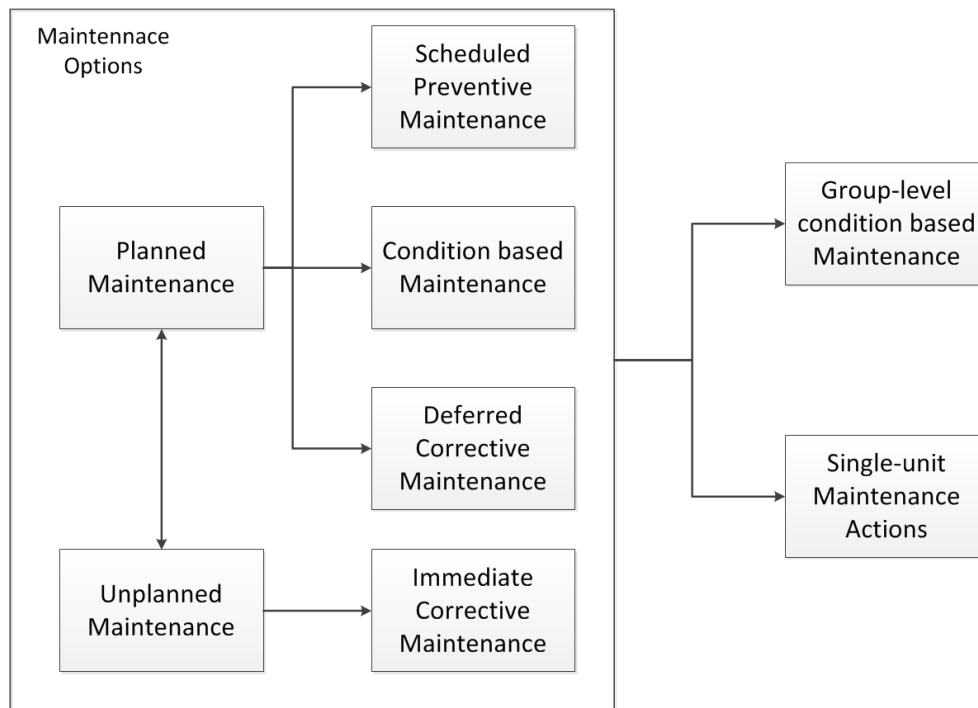 Maintennace
Options
Scheduled
Preventive
Maintenance
Planned
Maintenance
Condition based
Maintenance
Deferred
Corrective
Maintenance
Unplanned
Maintenance
Immediate
Corrective
Maintenance
Group-level
condition based
Maintenance
Single-unit
Maintenance
Actions